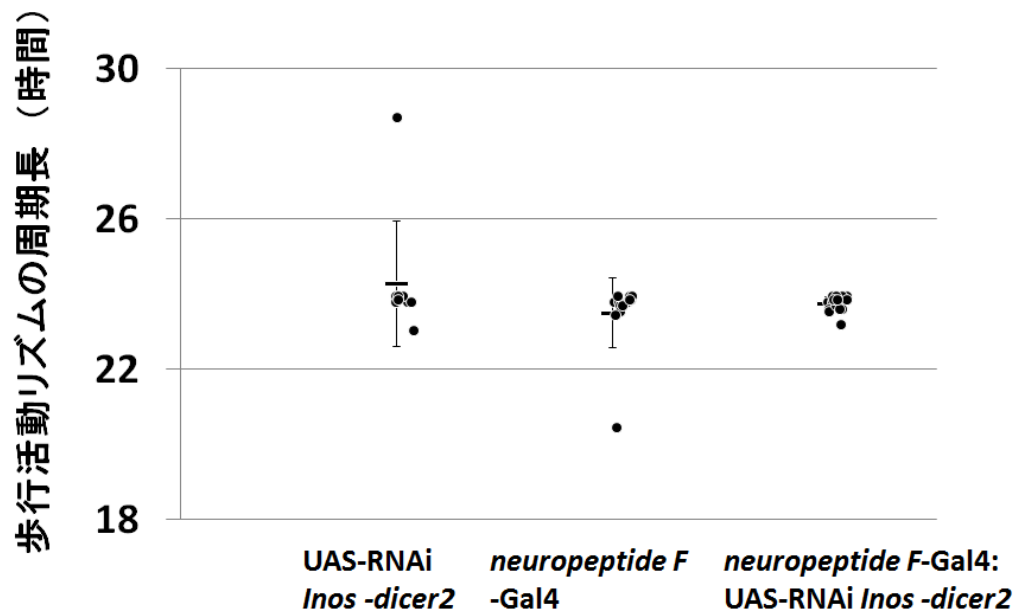 歩行活動リズムの周期長（時間）
30
26
22
18
UAS-RNAi
Inos -dicer2
neuropeptide F
-Gal4
neuropeptide F-Gal4:
UAS-RNAi Inos -dicer2